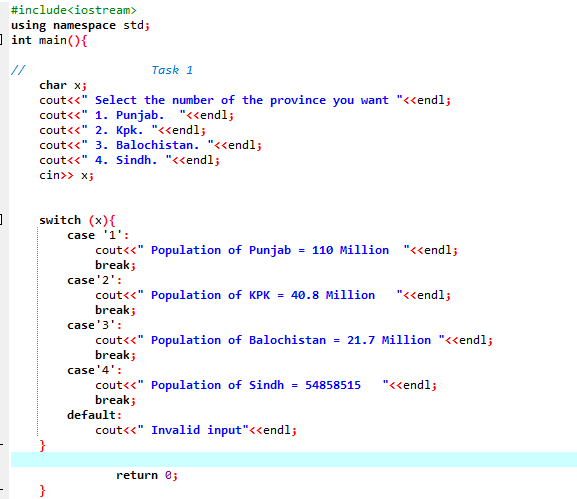 #include<iostream>
using namespace std;
int main(){
//                  Task 1
    char x;
    cout<<" Select the number of the province you want "<<endl;
    cout<<" 1. Punjab.  "<<endl;
    cout<<" 2. Kpk. "<<endl;
    cout<<" 3. Balochistan. "<<endl;
    cout<<" 4. Sindh. "<<endl;
    cin>> x;
    switch (x){
        case '1':
            cout<<" Population of Punjab = 110 Million  "<<endl;
            break;
        case'2':
            cout<<" Population of KPK = 40.8 Million   "<<endl;
            break;
        case'3':
            cout<<" Population of Balochistan = 21.7 Million "<<endl;
            break;
        case'4':
            cout<<" Population of Sindh = 54858515   "<<endl;
            break;
        default:
            cout<<" Invalid input"<<endl;
    }
               return 0;
    }